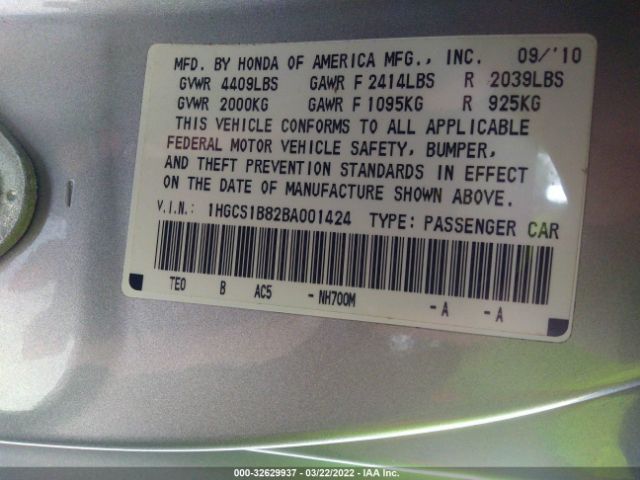 MFD. BY HONDA OF AMERICA MFG., INC. 09/'10
GVWR 4409LBS GAWR F 2414LBS R 2039LBS
GVWR 2000KG GAWR F 1095KG R 925KG
THIS VEHICLE CONFORMS TO ALL APPLICABLE
FEDERAL MOTOR VEHICLE SAFETY, BUMPER,
AND THEFT PREVENTION STANDARDS IN EFFECT
ON THE DATE OF MANUFACTURE SHOWN ABOVE.
V.I.N.: 1HGCS1B82BA001424 TYPE: PASSENGER CAR
TE0 B AC5 - NH700M - A - A
000-32629937 - 03/22/2022 - IAA Inc.